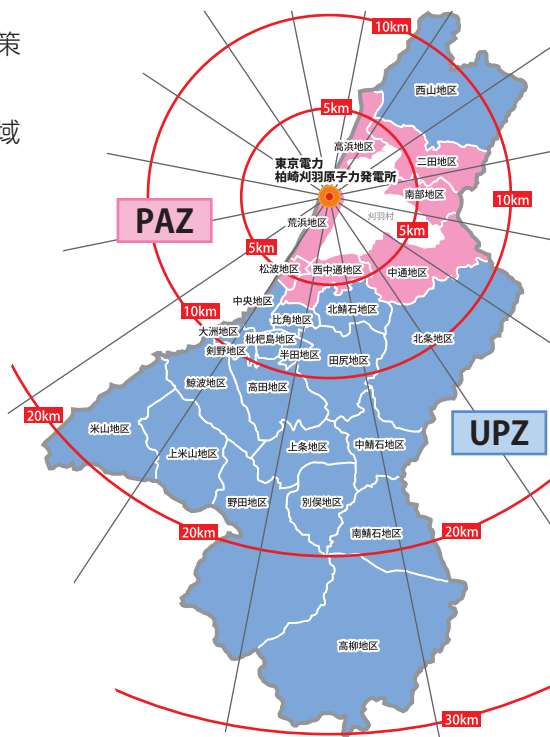 策
域
10km
西山地区
5km
高浜地区
二田地区
東京電力
柏崎刈羽原子力発電所
南部地区
10km
PAZ
荒浜地区
刈羽村
5km
5km
松波地区
西中通地区
中通地区
中央地区
10km
比角地区
北鯖石地区
大洲地区
枇杷島地区
北条地区
剣野地区
半田地区
田尻地区
鯨波地区
高田地区
20km
米山地区
UPZ
上米山地区
上条地区
中鯖石地区
野田地区
別俣地区
20km
南鯖石地区
20km
高柳地区
30km